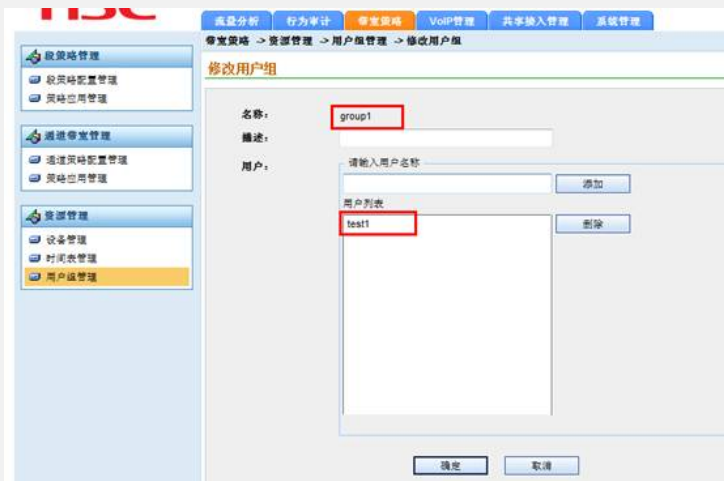 流量分析 行为审计 带宽策略 VoIP管理 共享接入管理 系统管理
带宽策略 -> 资源管理 -> 用户组管理 -> 修改用户组
段策略管理
段策略配置管理
策略应用管理
通道带宽管理
通道策略配置管理
策略应用管理
资源管理
设备管理
时间表管理
用户组管理
修改用户组
名称：
group1
描述：
用户：
请输入用户名称
添加
用户列表
test1
删除
确定
取消